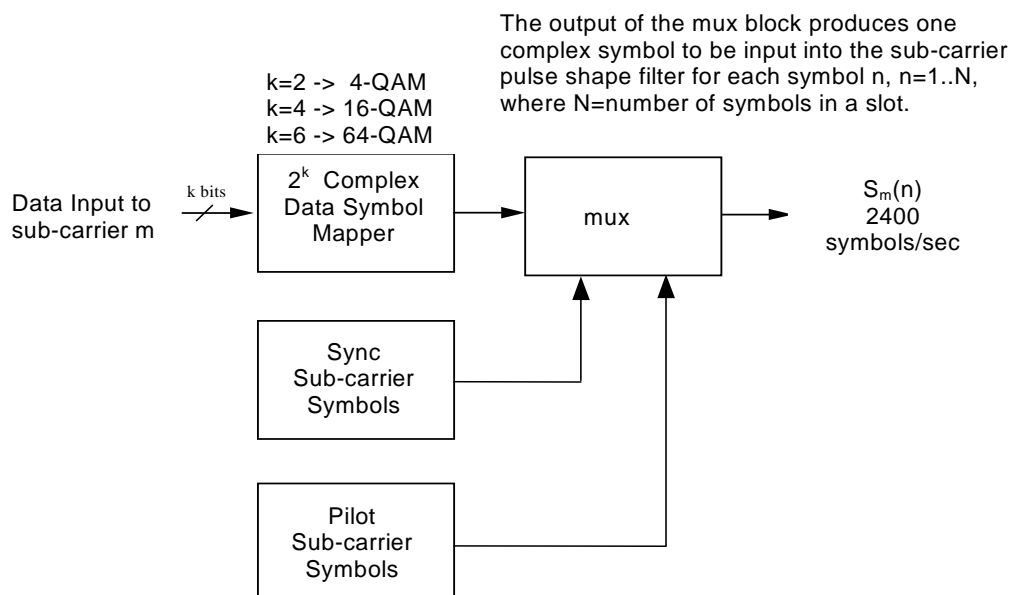 The output of the mux block produces one
complex symbol to be input into the sub-carrier
pulse shape filter for each symbol n, n=1..N,
where N=number of symbols in a slot.
k=2 -> 4-QAM
k=4 -> 16-QAM
k=6 -> 64-QAM
Data Input to
sub-carrier m
k bits
2^k Complex
Data Symbol
Mapper
mux
S_m(n)
2400
symbols/sec
Sync
Sub-carrier
Symbols
Pilot
Sub-carrier
Symbols